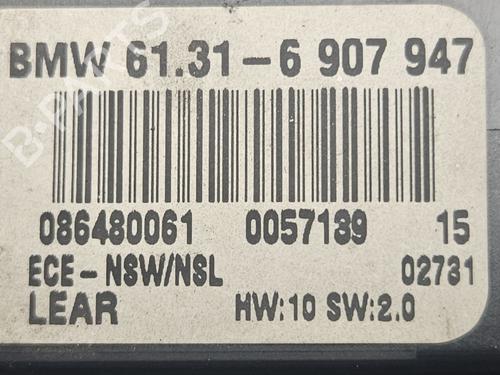 BMW 61.31-6 907 947
086480061 0057139 15
ECE-NSW/NSL 02731
LEAR HW:10 SW:2.0
B-PARTS